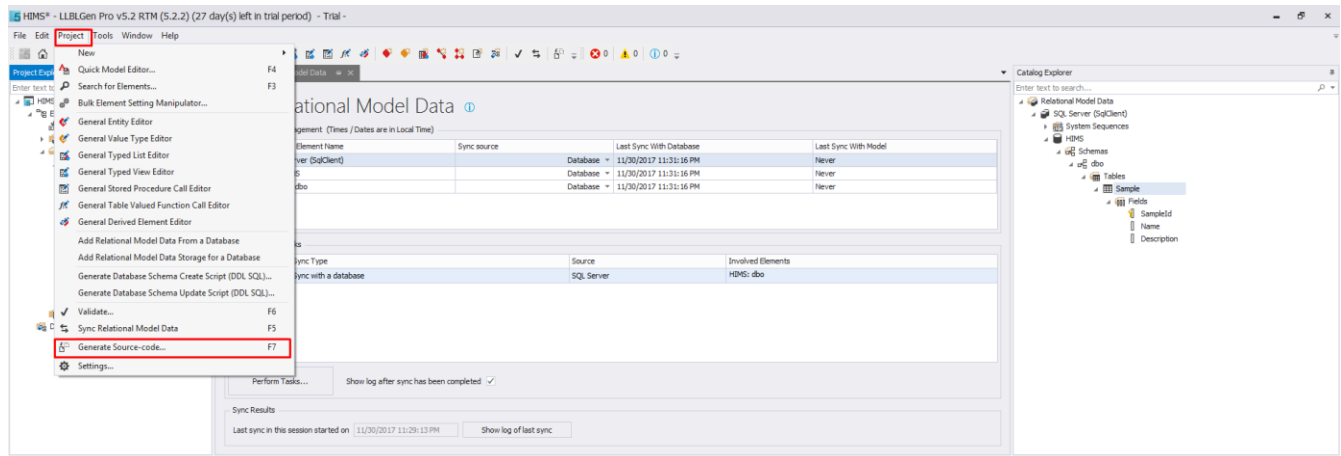 HIMS* - LLBLGen Pro v5.2 RTM (5.2.2) (27 day(s) left in trial period) - Trial -
File Edit Project Tools Window Help
0 0 0
Project Expl
odel Data
Catalog Explorer
Enter text to
Enter text to search...
HIMS
New
Quick Model Editor... F4
Search for Elements... F3
Bulk Element Setting Manipulator...
General Entity Editor
General Value Type Editor
General Typed List Editor
General Typed View Editor
General Stored Procedure Call Editor
General Table Valued Function Call Editor
General Derived Element Editor
Add Relational Model Data From a Database
Add Relational Model Data Storage for a Database
Generate Database Schema Create Script (DDL SQL)...
Generate Database Schema Update Script (DDL SQL)...
Validate... F6
Sync Relational Model Data F5
Generate Source-code... F7
Settings...
ational Model Data
agement (Times / Dates are in Local Time)
Element Name Sync source Last Sync With Database Last Sync With Model
rver (SqlClient) Database 11/30/2017 11:31:16 PM Never
S Database 11/30/2017 11:31:16 PM Never
dbo Database 11/30/2017 11:31:16 PM Never
ks
Sync Type Source Involved Elements
Sync with a database SQL Server HIMS: dbo
Perform Tasks... Show log after sync has been completed
Sync Results
Last sync in this session started on 11/30/2017 11:29:13 PM Show log of last sync
Relational Model Data
SQL Server (SqlClient)
System Sequences
HIMS
Schemas
dbo
Tables
Sample
Fields
SampleId
Name
Description